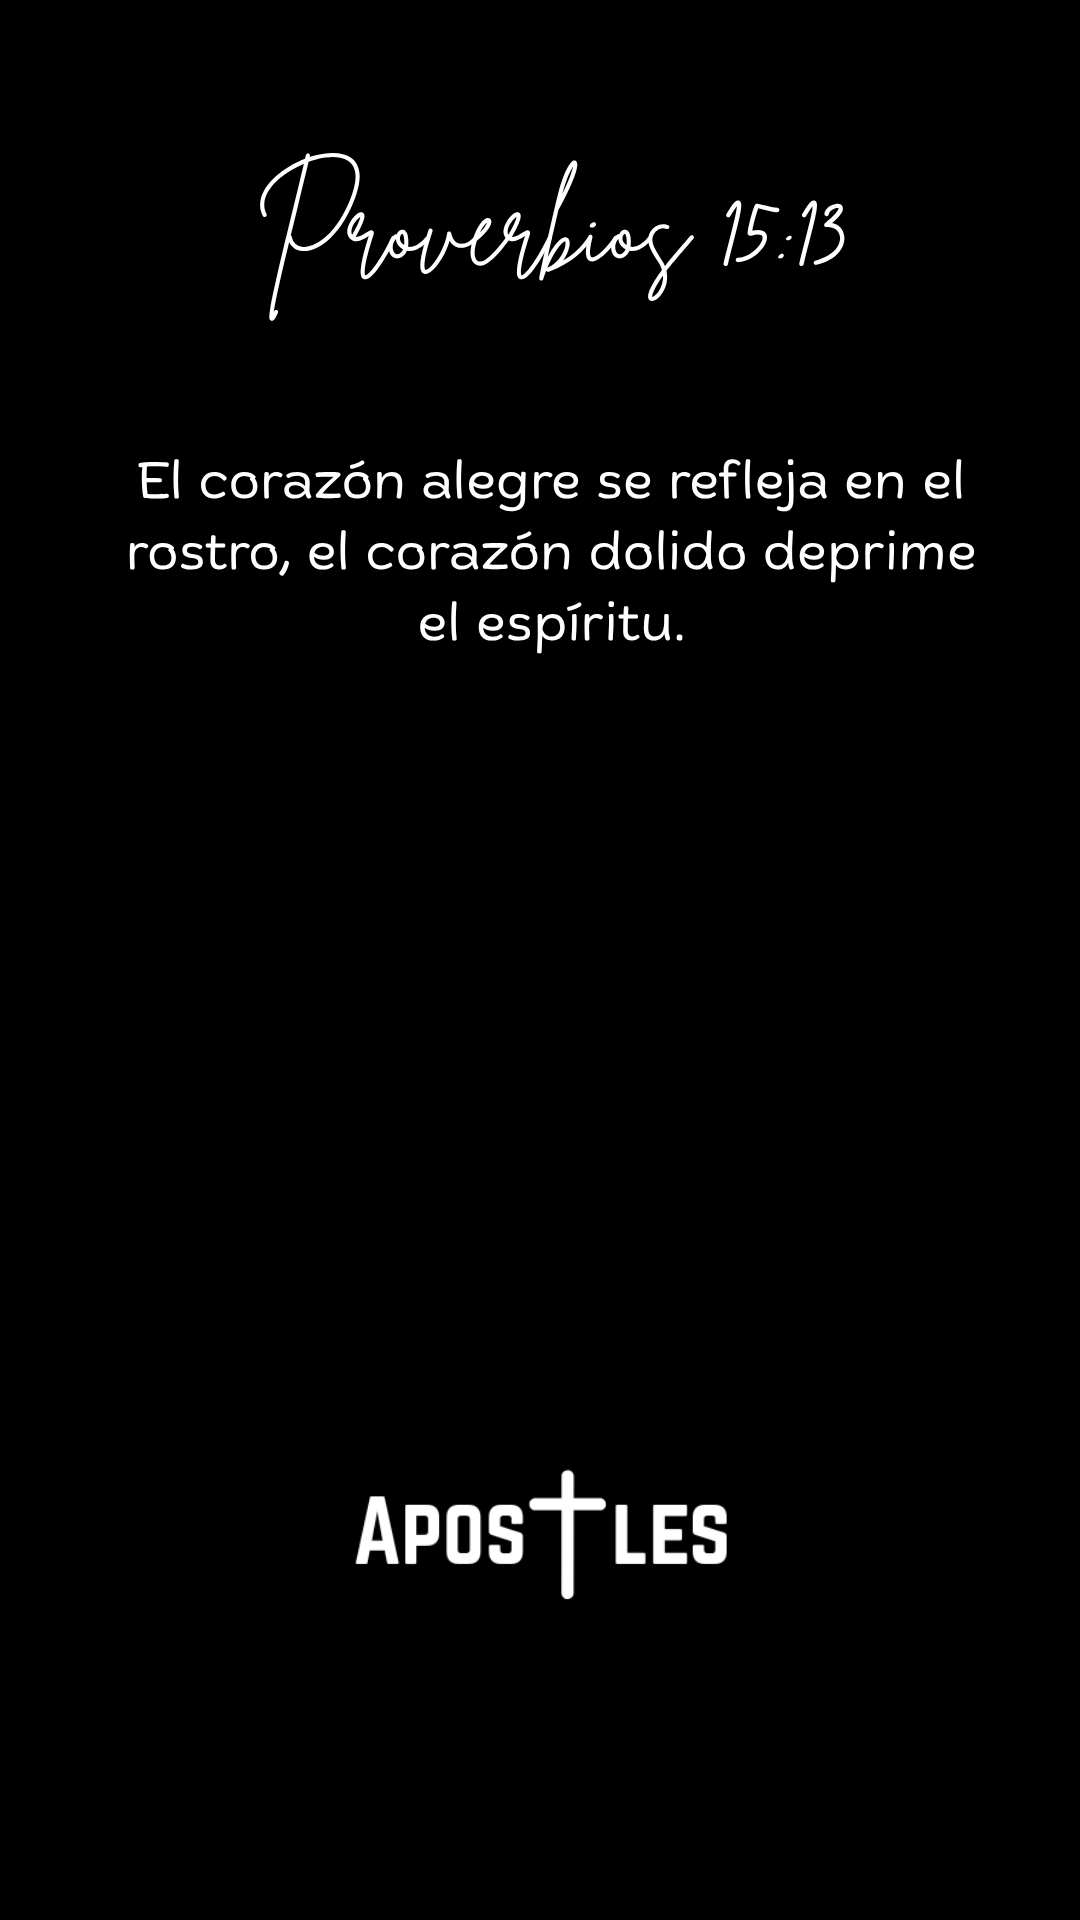 Proverbios 15:13
El corazón alegre se refleja en el
rostro, el corazón dolido deprime
el espíritu.
APOSTLES